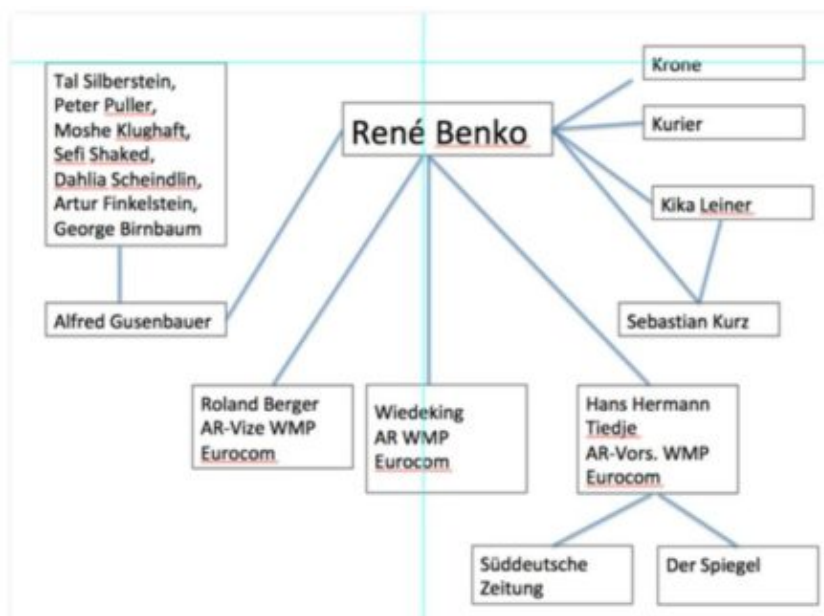 Tal Silberstein,
Peter Puller,
Moshe Klughaft,
Sefi Shaked,
Dahlia Scheindlin,
Artur Finkelstein,
George Birnbaum
René Benko
Krone
Kurier
Kika Leiner
Alfred Gusenbauer
Sebastian Kurz
Roland Berger
AR-Vize WMP
Eurocom
Wiedeking
AR WMP
Eurocom
Hans Hermann
Tiedje
AR-Vors. WMP
Eurocom
Süddeutsche
Zeitung
Der Spiegel